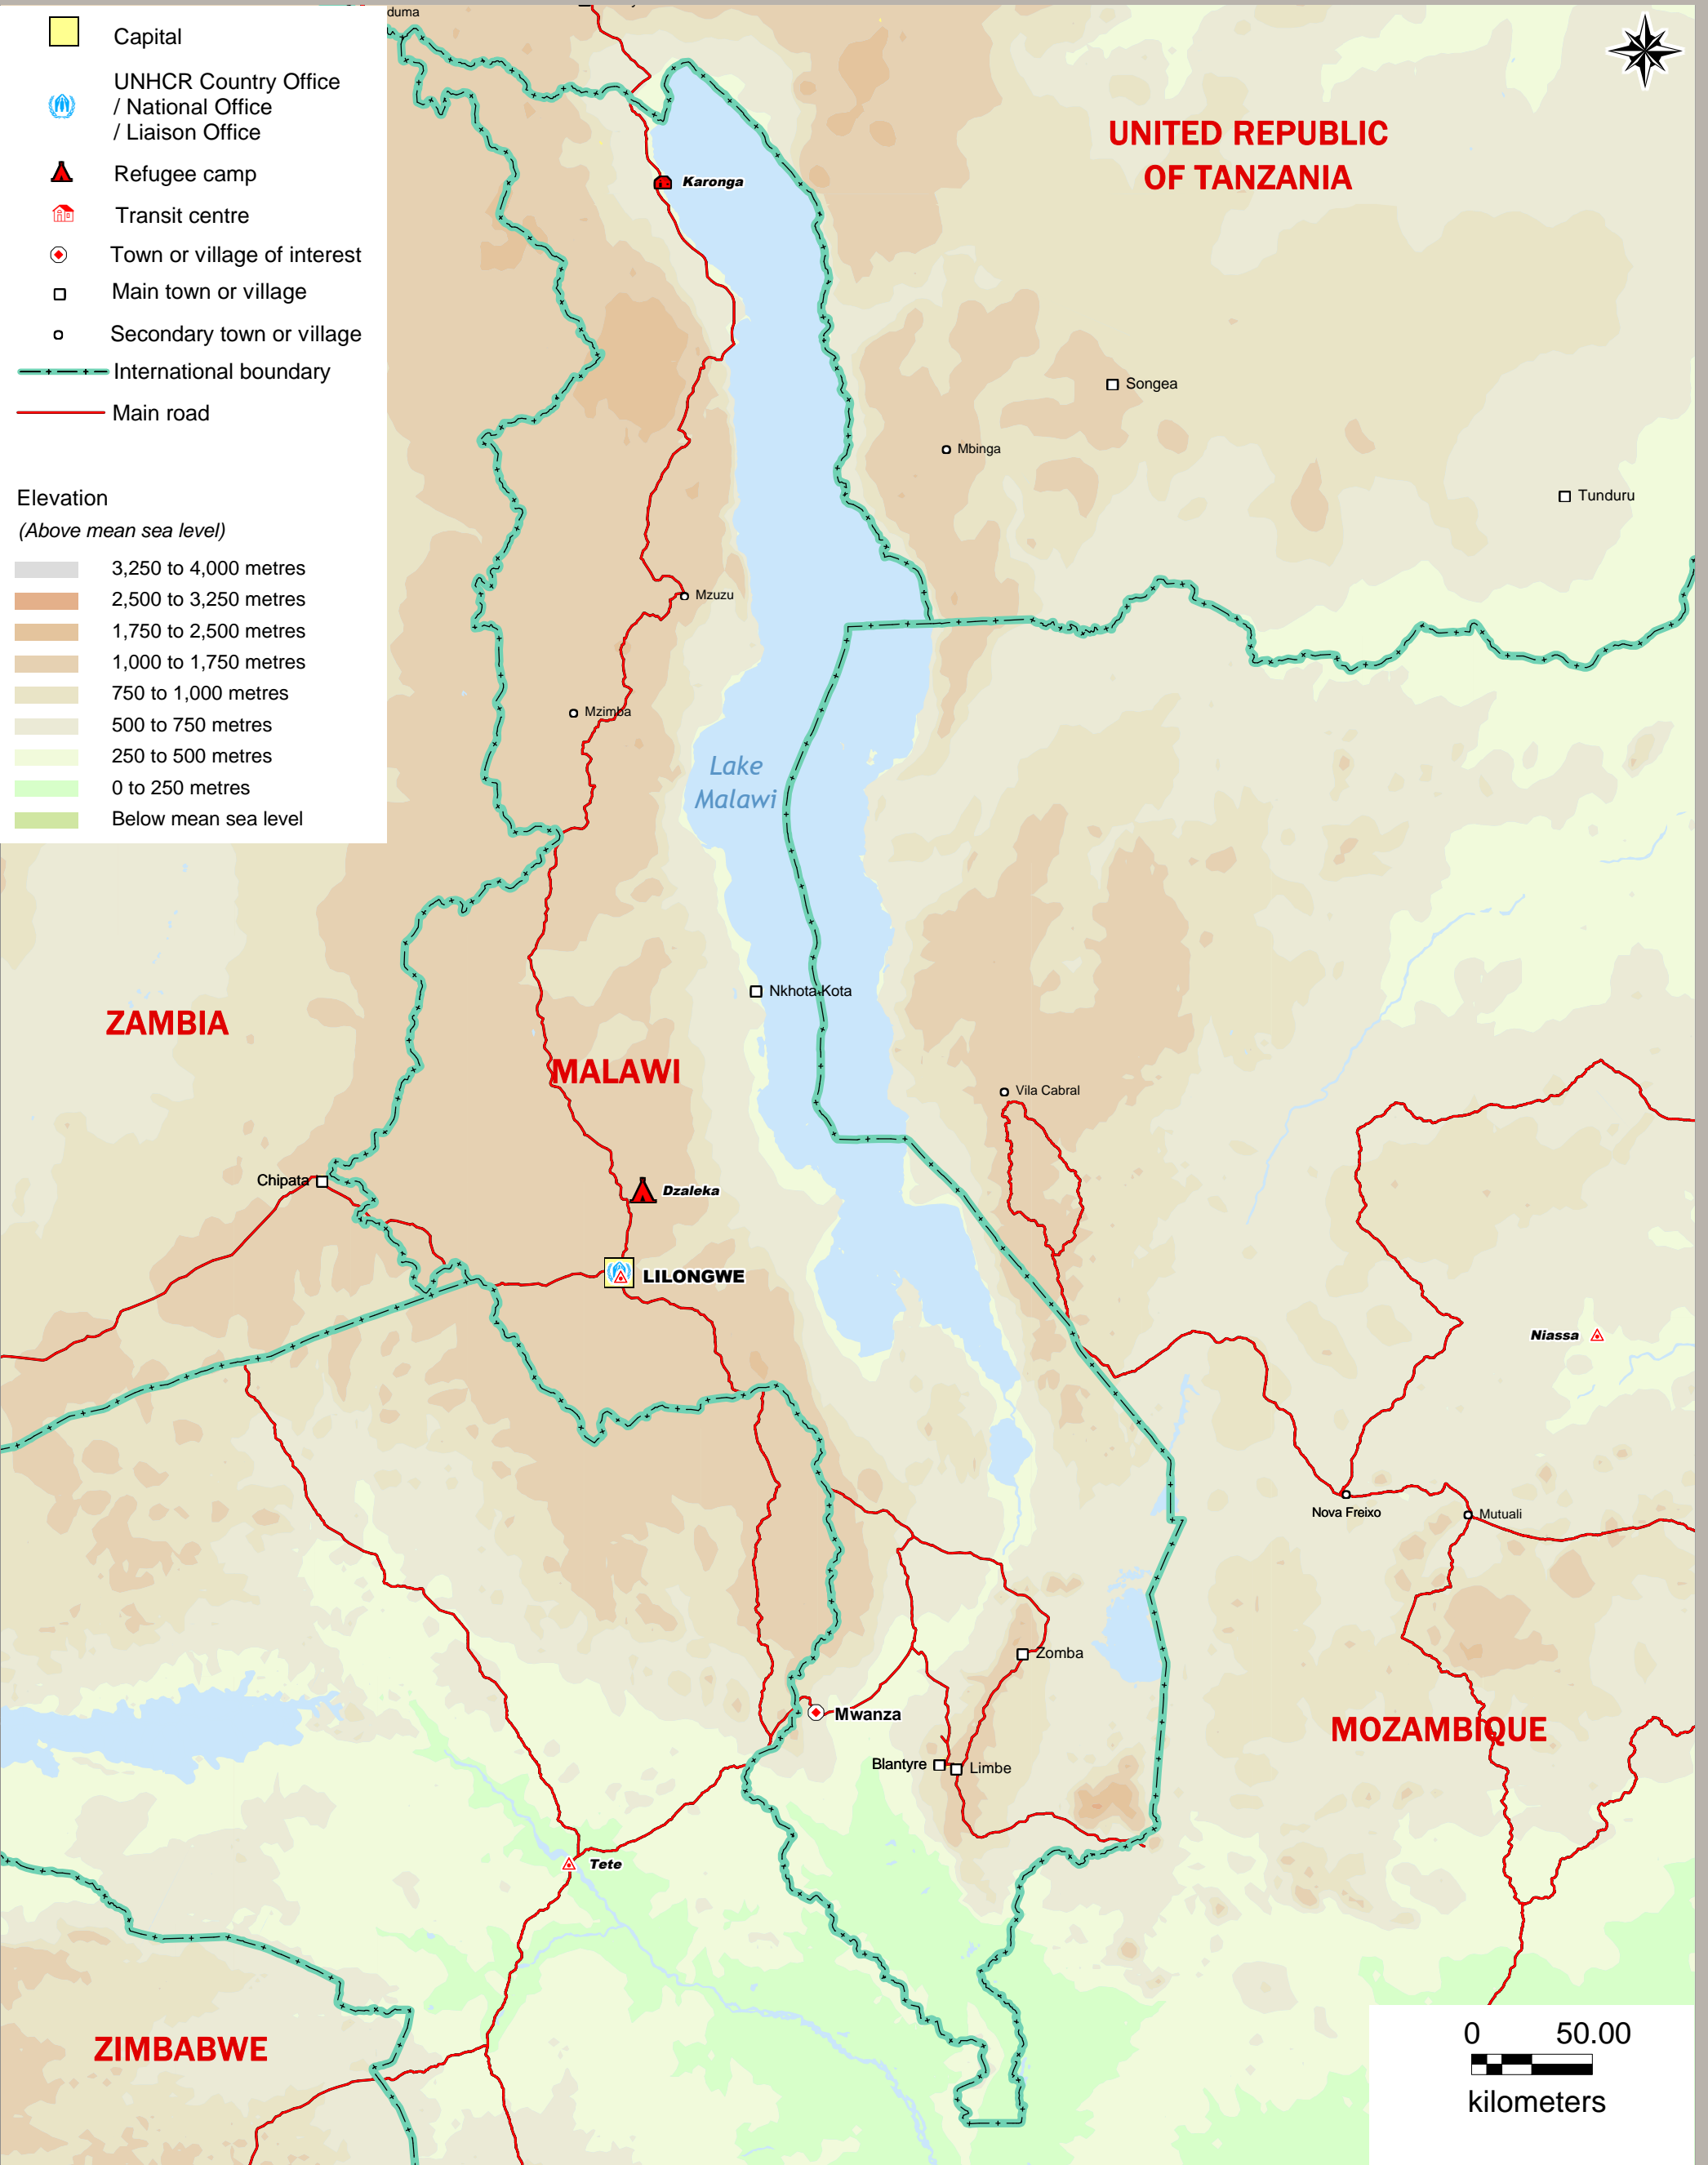 duma
Capital
UNHCR Country Office
/ National Office
/ Liaison Office
Refugee camp
Transit centre
Town or village of interest
Main town or village
Secondary town or village
International boundary
Main road
Elevation
(Above mean sea level)
3,250 to 4,000 metres
2,500 to 3,250 metres
1,750 to 2,500 metres
1,000 to 1,750 metres
750 to 1,000 metres
500 to 750 metres
250 to 500 metres
0 to 250 metres
Below mean sea level
UNITED REPUBLIC
OF TANZANIA
Karonga
Songea
Mbinga
Tunduru
Mzuzu
Mzimba
Lake
Malawi
Nkhota-Kota
ZAMBIA
MALAWI
Vila Cabral
Chipata
Dzaleka
LILONGWE
Niassa
Nova Freixo
Mutuali
Zomba
Mwanza
MOZAMBIQUE
Blantyre
Limbe
Tete
ZIMBABWE
0 50.00
kilometers